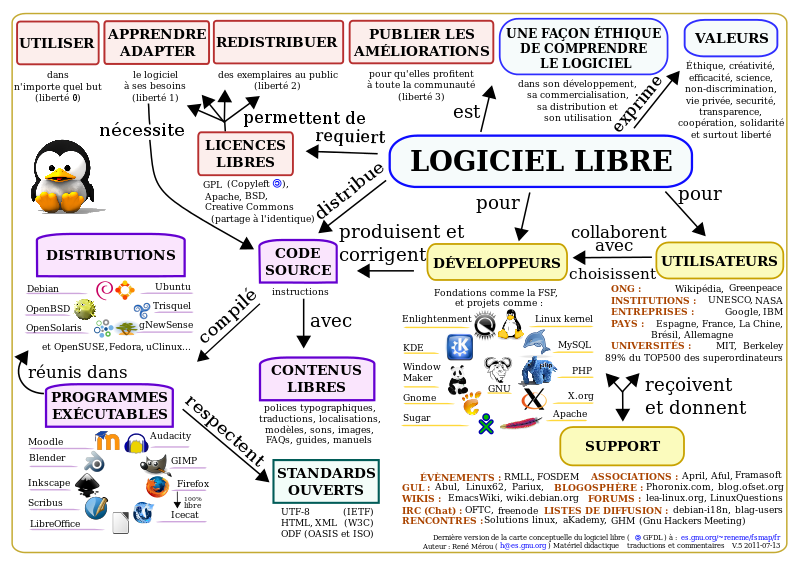 UTILISER
APPRENDRE
ADAPTER
REDISTRIBUER
PUBLIER LES
AMÉLIORATIONS
UNE FAÇON ÉTHIQUE
DE COMPRENDRE
LE LOGICIEL
VALEURS
dans
n'importe quel but
(liberté 0)
le logiciel
à ses besoins
(liberté 1)
des exemplaires au public
(liberté 2)
pour qu'elles profitent
à toute la communauté
(liberté 3)
dans son développement,
sa commercialisation,
sa distribution et
son utilisation
Éthique, créativité,
efficacité, science,
non-discrimination,
vie privée, securité,
transparence,
coopération, solidarité
et surtout liberté
nécessite
permettent de
requiert
est
exprime
LICENCES
LIBRES
LOGICIEL LIBRE
GPL (Copyleft), 
Apache, BSD,
Creative Commons
(partage à l'identique)
distribue
pour
pour
produisent et
corrigent
collaborent
avec
choisissent
DISTRIBUTIONS
CODE
SOURCE
instructions
DÉVELOPPEURS
UTILISATEURS
Debian
Ubuntu
OpenBSD
Trisquel
OpenSolaris
gNewSense
et OpenSUSE, Fedora, uClinux...
compilé
avec
Fondations comme la FSF,
et projets comme :
Enlightenment
Linux kernel
KDE
MySQL
Window
Maker
GNU
PHP
Gnome
X.org
Sugar
Apache
ONG : Wikipédia, Greenpeace
INSTITUTIONS : UNESCO, NASA
ENTREPRISES : Google, IBM
PAYS : Espagne, France, La Chine,
Brésil, Allemagne
UNIVERSITÉS : MIT, Berkeley
89% du TOP500 des superordinateurs
réunis dans
PROGRAMMES
EXÉCUTABLES
respectent
CONTENUS
LIBRES
polices typographiques,
traductions, localisations,
modèles, sons, images,
FAQs, guides, manuels
reçoivent
et donnent
SUPPORT
Moodle
Audacity
Blender
GIMP
Inkscape
Firefox
100%
libre
Scribus
Icecat
LibreOffice
STANDARDS
OUVERTS
UTF-8 (IETF)
HTML, XML (W3C)
ODF (OASIS et ISO)
ÉVÈNEMENTS : RMLL, FOSDEM ASSOCIATIONS : April, Aful, Framasoft
GUL : Abul, Linux62, Pariux, BLOGOSPHÈRE : Phoronix.com, blog.ofset.org
WIKIS : EmacsWiki, wiki.debian.org FORUMS : lea-linux.org, LinuxQuestions
IRC (Chat) : OFTC, freenode LISTES DE DIFFUSION : debian-i18n, blag-users
RENCONTRES : Solutions linux, aKademy, GHM (Gnu Hackers Meeting)
Dernière version de la carte conceptuelle du logiciel libre ( GFDL ) à : es.gnu.org/~reneme/fsmap/fr
Auteur : René Mérou ( h@es.gnu.org ) Matériel didactique traductions et commentaires V.5 2011-07-13